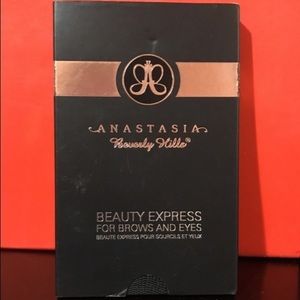 ANASTASIA
Beverly Hills®
BEAUTY EXPRESS
FOR BROWS AND EYES
BEAUTE EXPRESS POUR SOURCILS ET YEUX